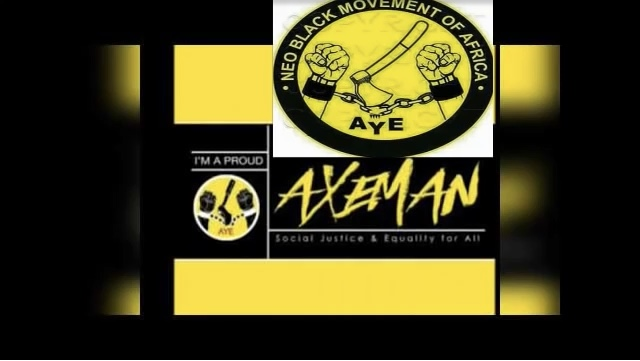 · NEO BLACK MOVEMENT OF AFRICA ·
AYE
I'M A PROUD
AYE
AXEMAN
Social Justice & Equality for All